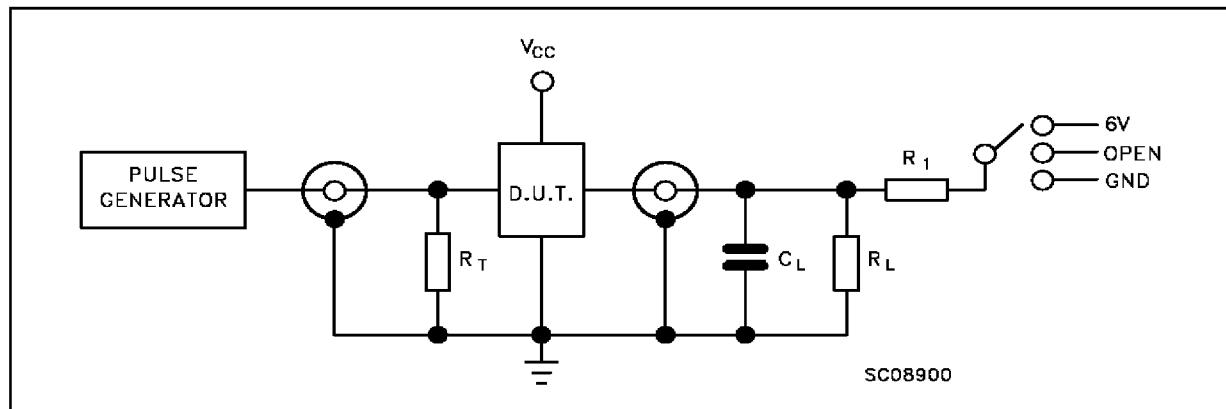 VCC
PULSE
GENERATOR
D.U.T.
RT
CL
RL
R1
6V
OPEN
GND
SC08900